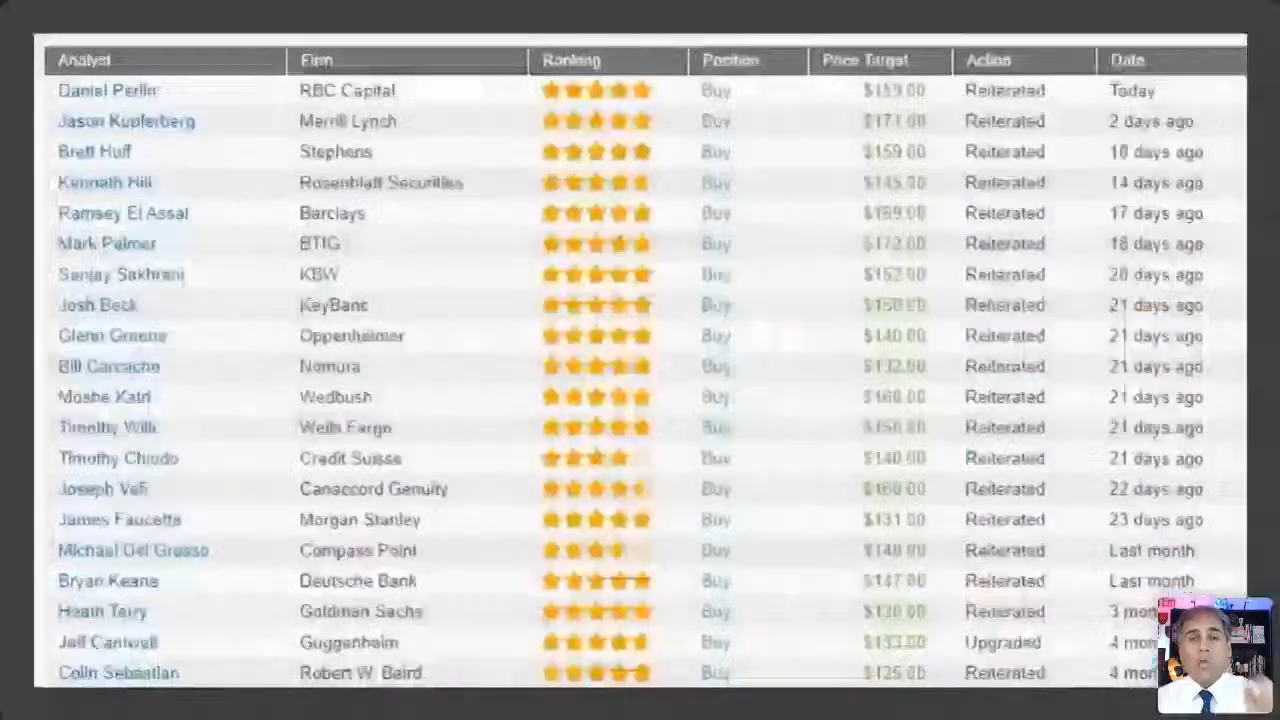 Analyst Firm Ranking Position Price Target Action Date
Daniel Perlin RBC Capital Buy $159.00 Reiterated Today
Jason Kupferberg Merrill Lynch Buy $171.00 Reiterated 2 days ago
Brett Huff Stephens Buy $159.00 Reiterated 10 days ago
Kenneth Hill Rosenblatt Securities Buy $145.00 Reiterated 14 days ago
Ramsey El Assal Barclays Buy Reiterated 17 days ago
Mark Palmer BTIG Buy $172.00 Reiterated 18 days ago
Sanjay Sakhrani KBW Buy Reiterated 20 days ago
Josh Beck KeyBanc Buy Reiterated 21 days ago
Glenn Greene Oppenheimer Buy $140.00 Reiterated 21 days ago
Bill Carcache Nomura Buy Reiterated 21 days ago
Moshe Katri Wedbush Buy Reiterated 21 days ago
Timothy Willi Wells Fargo Buy Reiterated 21 days ago
Timothy Chiodo Credit Suisse Buy $140.00 Reiterated 21 days ago
Joseph Vafi Canaccord Genuity Buy $160.00 Reiterated 22 days ago
James Faucette Morgan Stanley Buy $131.00 Reiterated 23 days ago
Michael Del Grosso Compass Point Buy Reiterated Last month
Bryan Keane Deutsche Bank Buy $147.00 Reiterated Last month
Heath Terry Goldman Sachs Buy Reiterated 3
Jeff Cantwell Guggenheim Buy Upgraded 4
Colin Sebastian Robert W. Baird Buy $125.00 Reiterated 4